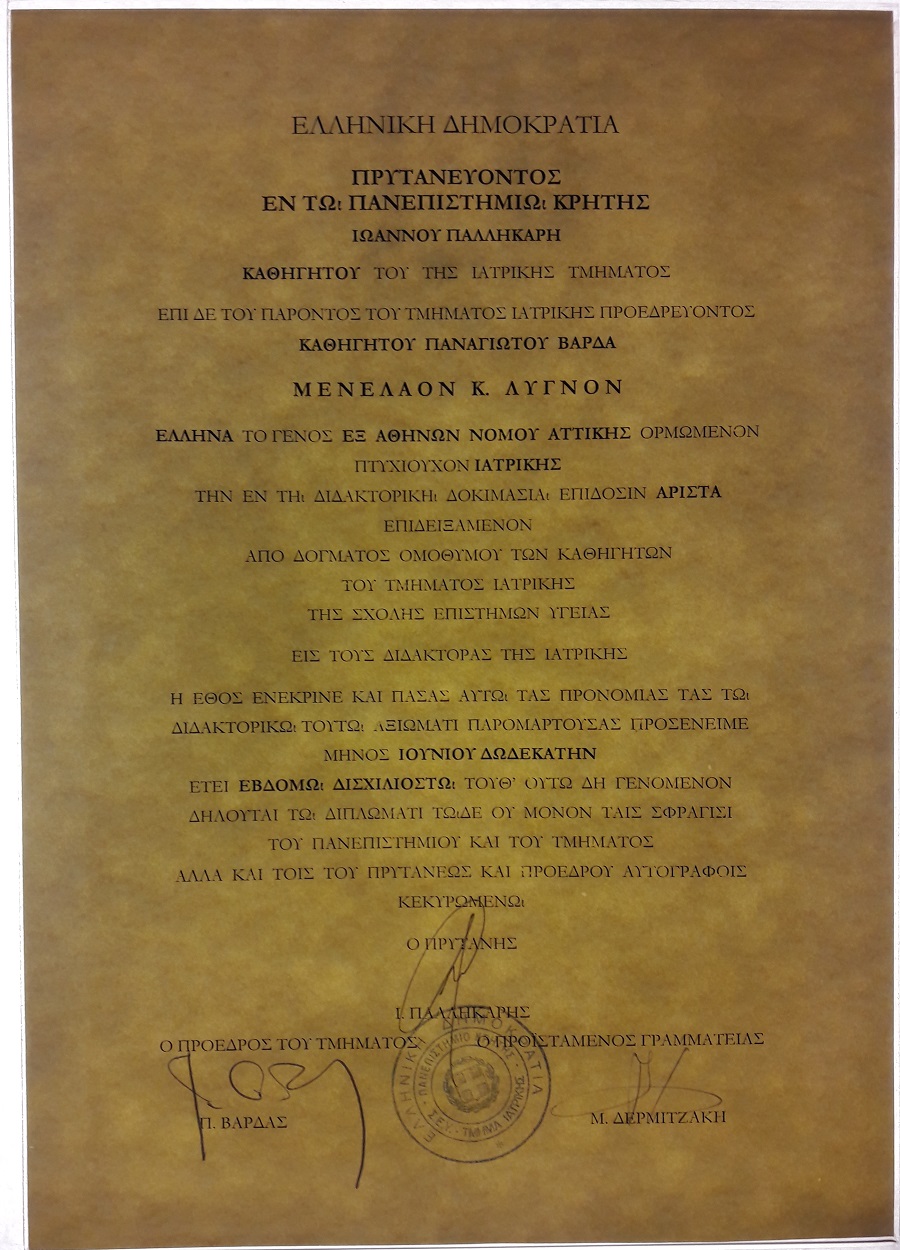 ΕΛΛΗΝΙΚΗ ΔΗΜΟΚΡΑΤΙΑ
ΠΡΥΤΑΝΕΥΟΝΤΟΣ
ΕΝ ΤΩι ΠΑΝΕΠΙΣΤΗΜΙΩι ΚΡΗΤΗΣ
ΙΩΑΝΝΟΥ ΠΑΛΛΗΚΑΡΗ
ΚΑΘΗΓΗΤΟΥ ΤΟΥ ΤΗΣ ΙΑΤΡΙΚΗΣ ΤΜΗΜΑΤΟΣ
ΕΠΙ ΔΕ ΤΟΥ ΠΑΡΟΝΤΟΣ ΤΟΥ ΤΜΗΜΑΤΟΣ ΙΑΤΡΙΚΗΣ ΠΡΟΕΔΡΕΥΟΝΤΟΣ
ΚΑΘΗΓΗΤΟΥ ΠΑΝΑΓΙΩΤΟΥ ΒΑΡΔΑ
ΜΕΝΕΛΑΟΝ Κ. ΛΥΓΝΟΝ
ΕΛΛΗΝΑ ΤΟ ΓΕΝΟΣ ΕΞ ΑΘΗΝΩΝ ΝΟΜΟΥ ΑΤΤΙΚΗΣ ΟΡΜΩΜΕΝΟΝ
ΠΤΥΧΙΟΥΧΟΝ ΙΑΤΡΙΚΗΣ
ΤΗΝ ΕΝ ΤΗι ΔΙΔΑΚΤΟΡΙΚΗι ΔΟΚΙΜΑΣΙΑι ΕΠΙΔΟΣΙΝ ΑΡΙΣΤΑ
ΕΠΙΔΕΙΞΑΜΕΝΟΝ
ΑΠΟ ΔΟΓΜΑΤΟΣ ΟΜΟΘΥΜΟΥ ΤΩΝ ΚΑΘΗΓΗΤΩΝ
ΤΟΥ ΤΜΗΜΑΤΟΣ ΙΑΤΡΙΚΗΣ
ΤΗΣ ΣΧΟΛΗΣ ΕΠΙΣΤΗΜΩΝ ΥΓΕΙΑΣ
ΕΙΣ ΤΟΥΣ ΔΙΔΑΚΤΟΡΑΣ ΤΗΣ ΙΑΤΡΙΚΗΣ
Η ΕΘΟΣ ΕΝΕΚΡΙΝΕ ΚΑΙ ΠΑΣΑΣ ΑΥΤΩι ΤΑΣ ΠΡΟΝΟΜΙΑΣ ΤΑΣ ΤΩι
ΔΙΔΑΚΤΟΡΙΚΩι ΤΟΥΤΩι ΑΞΙΩΜΑΤΙ ΠΑΡΟΜΑΡΤΟΥΣΑΣ ΠΡΟΣΕΝΕΙΜΕ
ΜΗΝΟΣ ΙΟΥΝΙΟΥ ΔΩΔΕΚΑΤΗΝ
ΕΤΕΙ ΕΒΔΟΜΩι ΔΙΣΧΙΛΙΟΣΤΩι ΤΟΥΘ' ΟΥΤΩ ΔΗ ΓΕΝΟΜΕΝΟΝ
ΔΗΛΟΥΤΑΙ ΤΩι ΔΙΠΛΩΜΑΤΙ ΤΩιΔΕ ΟΥ ΜΟΝΟΝ ΤΑΙΣ ΣΦΡΑΓΙΣΙ
ΤΟΥ ΠΑΝΕΠΙΣΤΗΜΙΟΥ ΚΑΙ ΤΟΥ ΤΜΗΜΑΤΟΣ
ΑΛΛΑ ΚΑΙ ΤΟΙΣ ΤΟΥ ΠΡΥΤΑΝΕΩΣ ΚΑΙ ΠΡΟΕΔΡΟΥ ΑΥΤΟΓΡΑΦΟΙΣ
ΚΕΚΥΡΩΜΕΝΩι
Ο ΠΡΥΤΑΝΗΣ
Ι. ΠΑΛΛΗΚΑΡΗΣ
Ο ΠΡΟΕΔΡΟΣ ΤΟΥ ΤΜΗΜΑΤΟΣ Ο ΠΡΟΪΣΤΑΜΕΝΟΣ ΓΡΑΜΜΑΤΕΙΑΣ
ΕΛΛΗΝΙΚΗ ΔΗΜΟΚΡΑΤΙΑ
ΠΑΝΕΠΙΣΤΗΜΙΟ ΚΡΗΤΗΣ
Σ.Ε.Υ. - ΤΜΗΜΑ ΙΑΤΡΙΚΗΣ
Π. ΒΑΡΔΑΣ Μ. ΔΕΡΜΙΤΖΑΚΗ